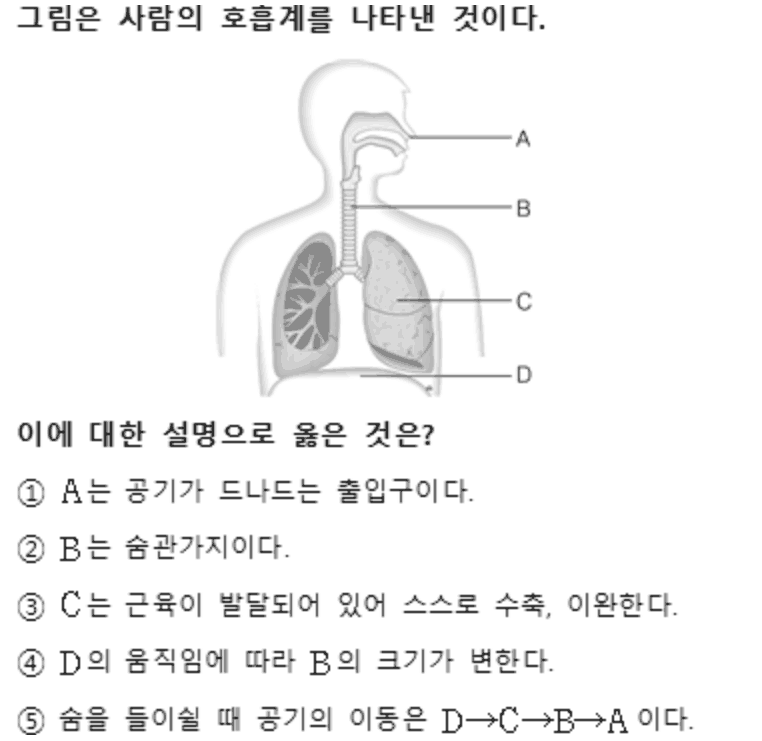 그림은 사람의 호흡계를 나타낸 것이다.
A
B
C
D
이에 대한 설명으로 옳은 것은?
① A는 공기가 드나드는 출입구이다.
② B는 숨관가지이다.
③ C는 근육이 발달되어 있어 스스로 수축, 이완한다.
④ D의 움직임에 따라 B의 크기가 변한다.
⑤ 숨을 들이쉴 때 공기의 이동은 D→C→B→A 이다.